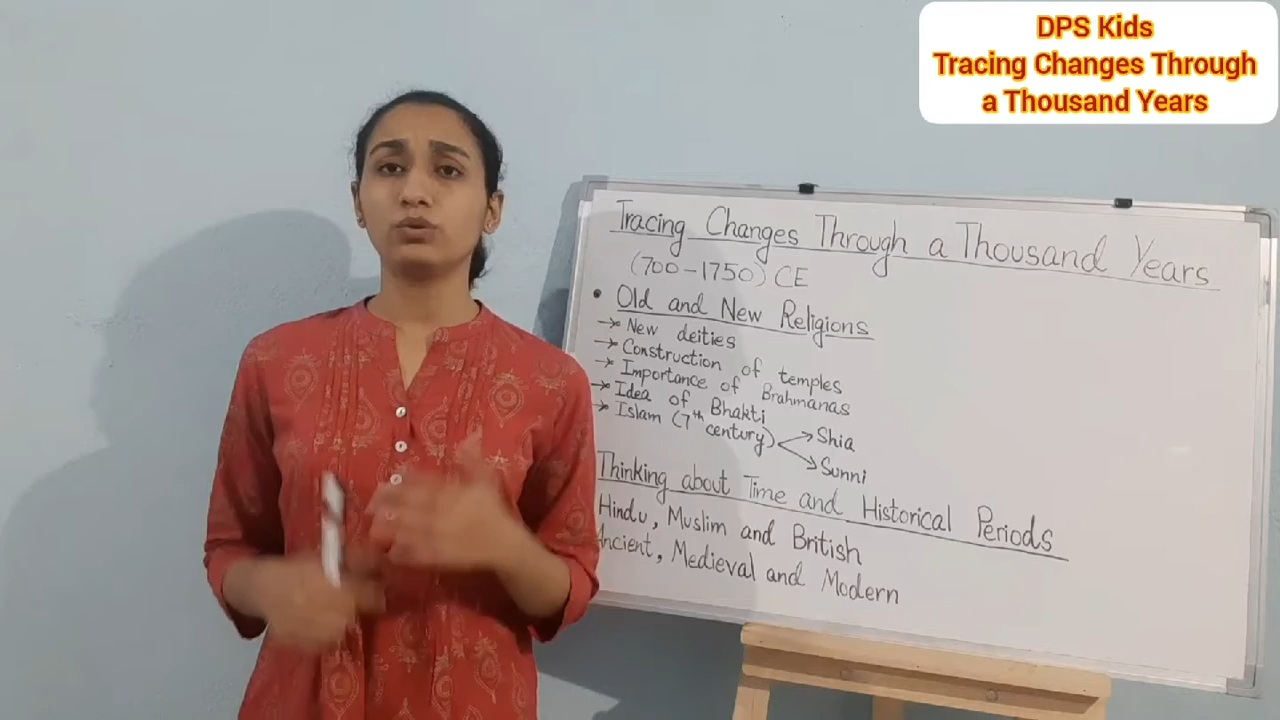 DPS Kids
Tracing Changes Through
a Thousand Years
Tracing Changes Through a Thousand Years
(700-1750) CE
• Old and New Religions
→ New deities
→ Construction of temples
→ Importance of Brahmanas
→ Idea of Bhakti
→ Islam (7th century) → Shia
→ Sunni
Thinking about Time and Historical Periods
Hindu, Muslim and British
Ancient, Medieval and Modern